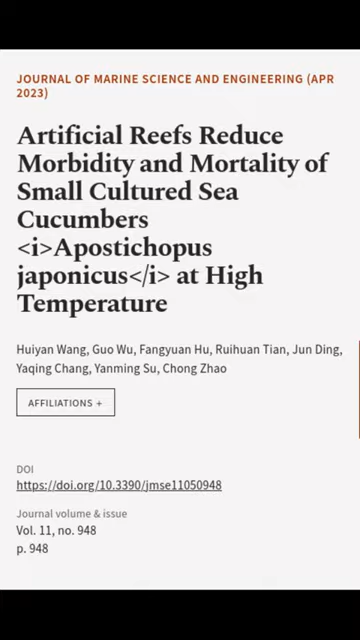 JOURNAL OF MARINE SCIENCE AND ENGINEERING (APR
2023)
Artificial Reefs Reduce
Morbidity and Mortality of
Small Cultured Sea
Cucumbers
<i>Apostichopus
japonicus</i> at High
Temperature
Huiyan Wang, Guo Wu, Fangyuan Hu, Ruihuan Tian, Jun Ding,
Yaqing Chang, Yanming Su, Chong Zhao
AFFILIATIONS +
DOI
https://doi.org/10.3390/jmse11050948
Journal volume & issue
Vol. 11, no. 948
p. 948